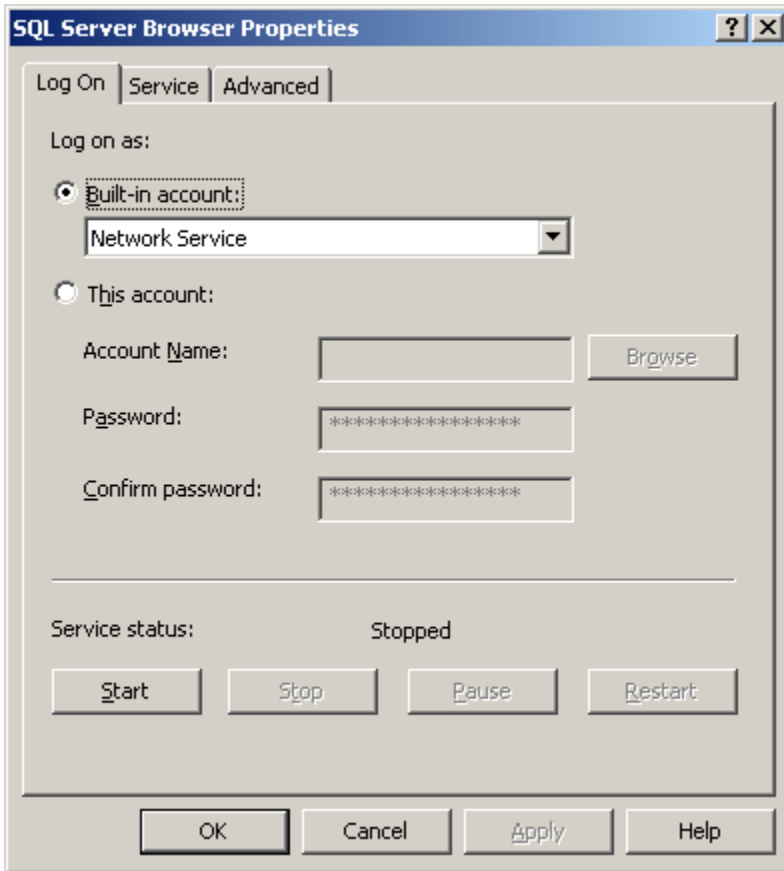 SQL Server Browser Properties
Log On Service Advanced
Log on as:
Built-in account:
Network Service
This account:
Account Name: Browse
Password: ****************
Confirm password: ****************
Service status: Stopped
Start Stop Pause Restart
OK Cancel Apply Help